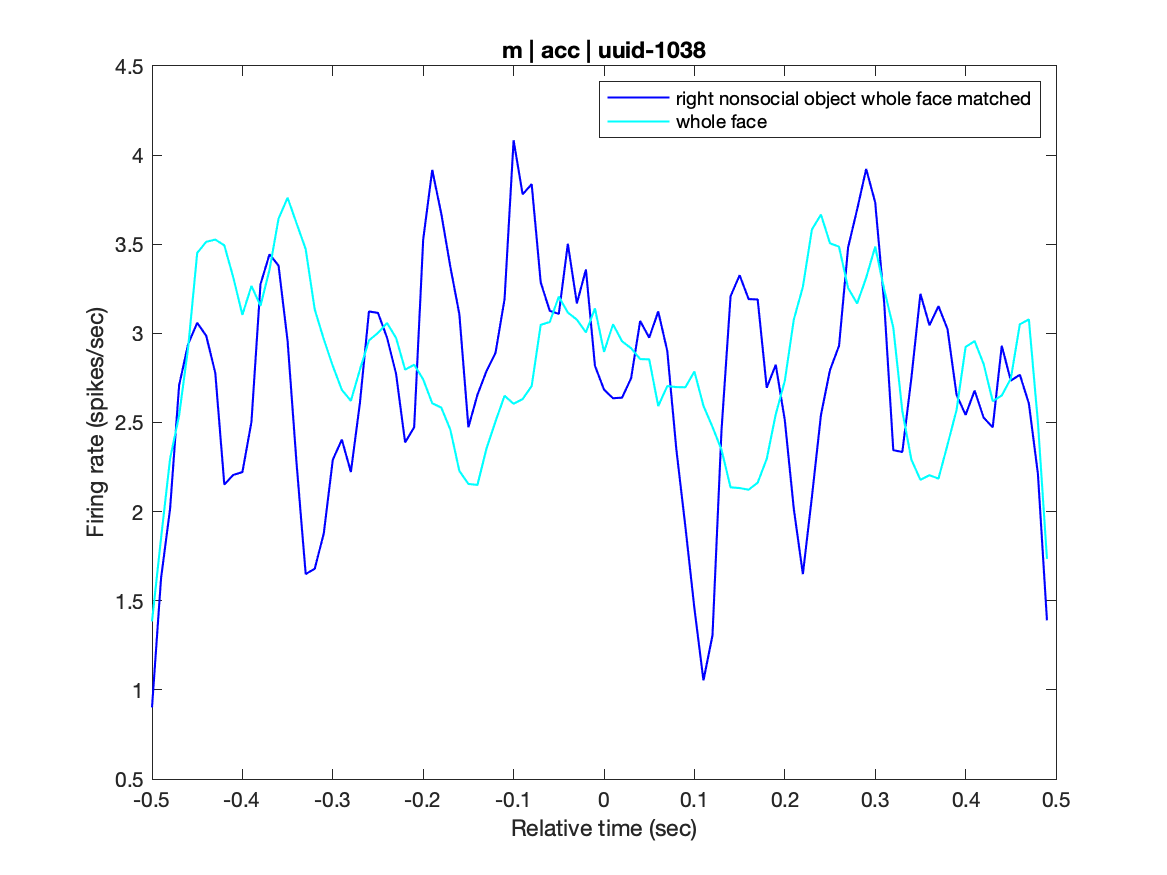 m | acc | uuid-1038
right nonsocial object whole face matched
whole face
Firing rate (spikes/sec)
4.5
4
3.5
3
2.5
2
1.5
1
0.5
-0.5 -0.4 -0.3 -0.2 -0.1 0 0.1 0.2 0.3 0.4 0.5
Relative time (sec)